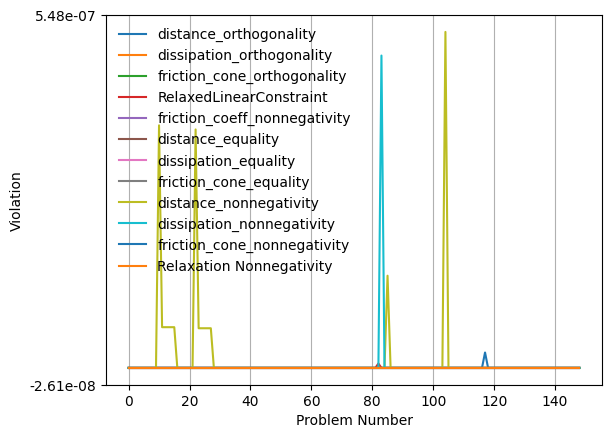 5.48e-07
distance_orthogonality
dissipation_orthogonality
friction_cone_orthogonality
RelaxedLinearConstraint
friction_coeff_nonnegativity
distance_equality
dissipation_equality
friction_cone_equality
distance_nonnegativity
dissipation_nonnegativity
friction_cone_nonnegativity
Relaxation Nonnegativity
Violation
-2.61e-08
0 20 40 60 80 100 120 140
Problem Number